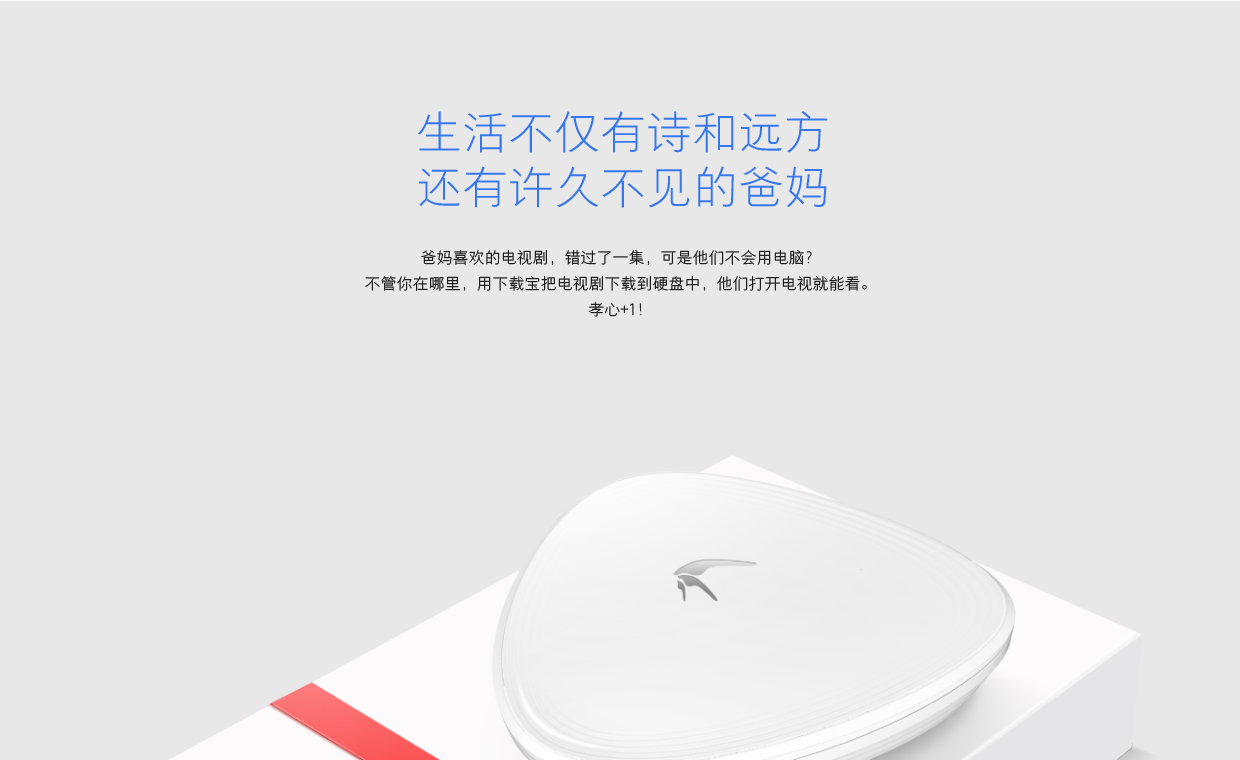 生活不仅有诗和远方
还有许久不见的爸妈
爸妈喜欢的电视剧，错过了一集，可是他们不会用电脑？
不管你在哪里，用下载宝把电视剧下载到硬盘中，他们打开电视就能看。
孝心+1！